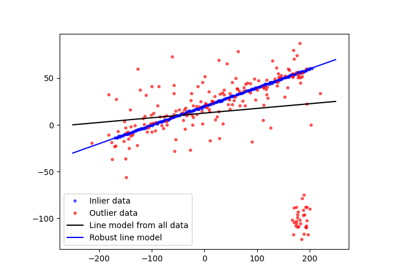 50
0
−50
−100
Inlier data
Outlier data
Line model from all data
Robust line model
−200 −100 0 100 200